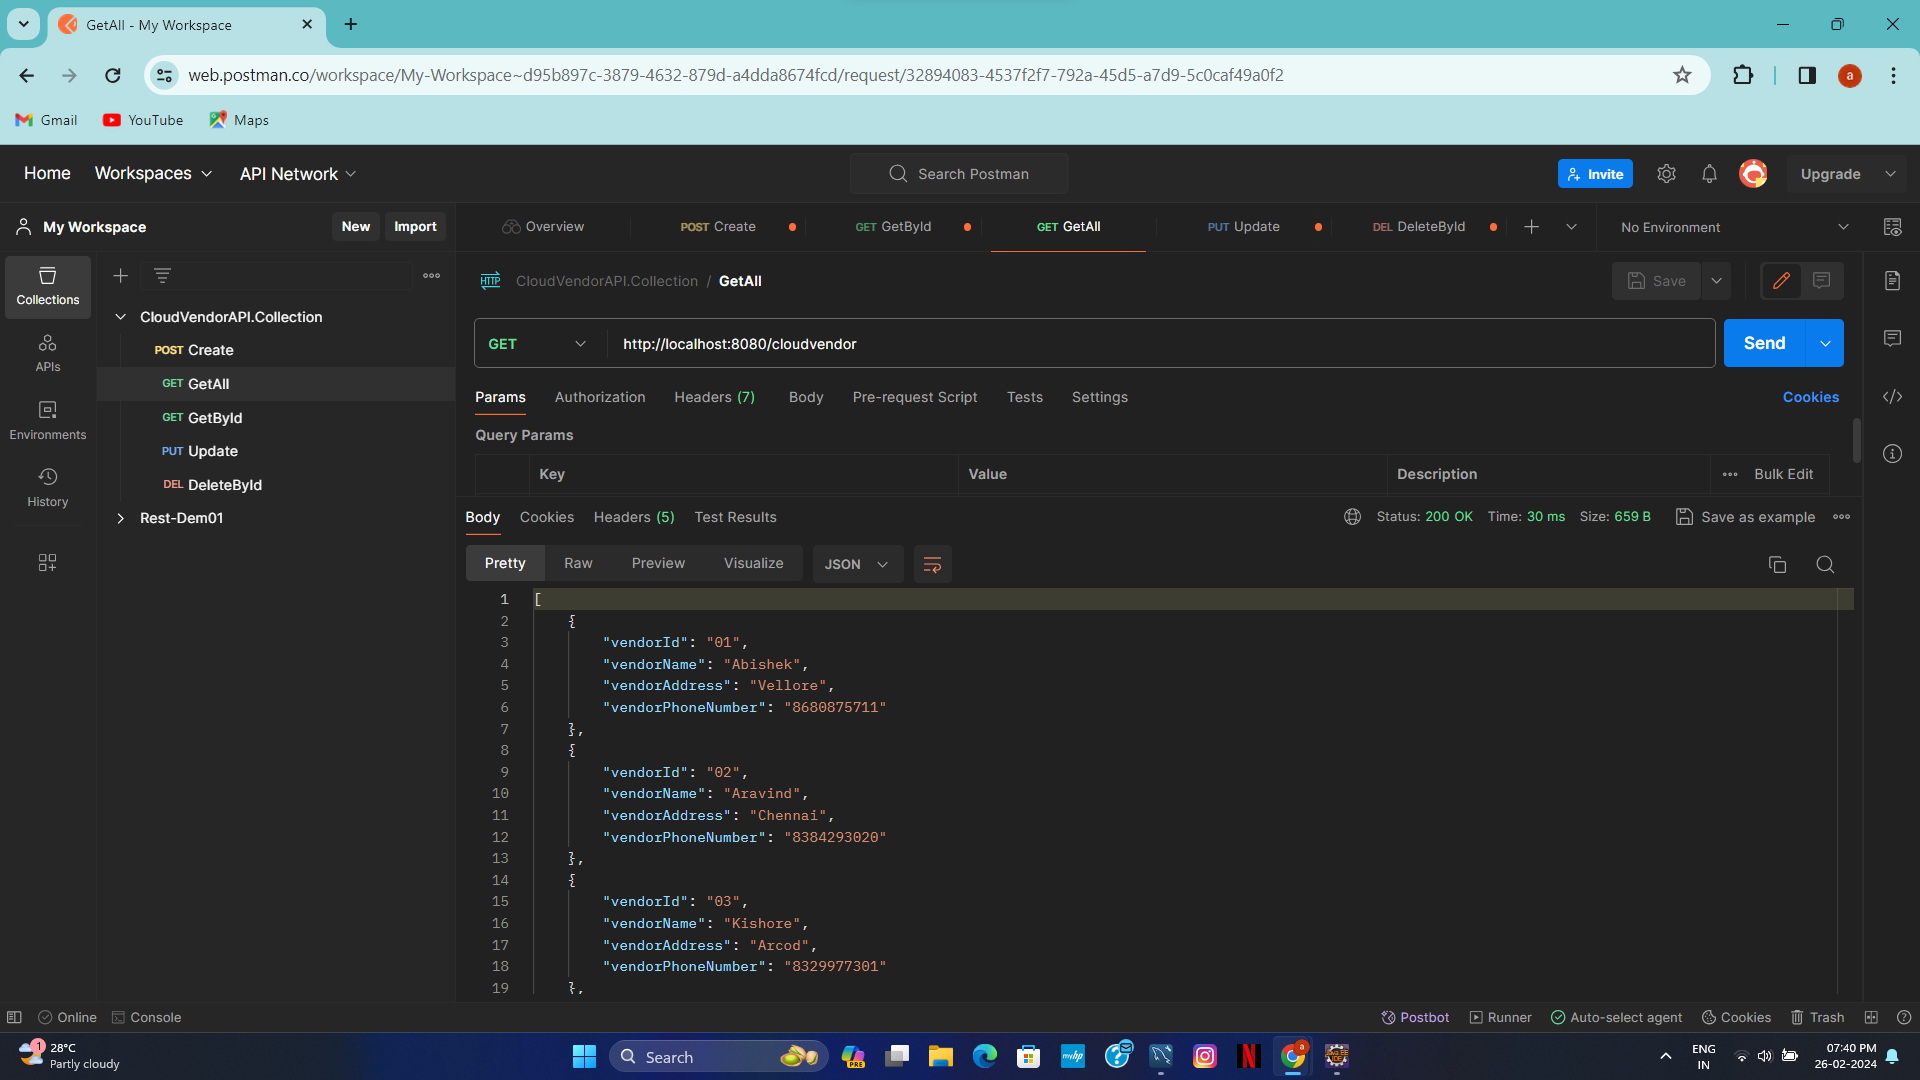 GetAll - My Workspace
web.postman.co/workspace/My-Workspace~d95b897c-3879-4632-879d-a4dda8674fcd/request/32894083-4537f2f7-792a-45d5-a7d9-5c0caf49a0f2
a
Gmail YouTube Maps
Home Workspaces API Network Search Postman Invite Upgrade
My Workspace New Import
Overview POST Create GET GetById GET GetAll PUT Update DEL DeleteById No Environment
Collections
APIs
Environments
History
CloudVendorAPI.Collection
POST Create
GET GetAll
GET GetById
PUT Update
DEL DeleteById
Rest-Dem01
HTTP CloudVendorAPI.Collection / GetAll Save
GET http://localhost:8080/cloudvendor Send
Params Authorization Headers (7) Body Pre-request Script Tests Settings Cookies
Query Params
Key Value Description Bulk Edit
Body Cookies Headers (5) Test Results Status: 200 OK Time: 30 ms Size: 659 B Save as example
Pretty Raw Preview Visualize JSON
1 [
2 {
3 "vendorId": "01",
4 "vendorName": "Abishek",
5 "vendorAddress": "Vellore",
6 "vendorPhoneNumber": "8680875711"
7 },
8 {
9 "vendorId": "02",
10 "vendorName": "Aravind",
11 "vendorAddress": "Chennai",
12 "vendorPhoneNumber": "8384293020"
13 },
14 {
15 "vendorId": "03",
16 "vendorName": "Kishore",
17 "vendorAddress": "Arcod",
18 "vendorPhoneNumber": "8329977301"
19 },
Online Console Postbot Runner Auto-select agent Cookies Trash
1 28°C
Partly cloudy
Search
PRE
myhp
a
ENG
IN
07:40 PM
26-02-2024